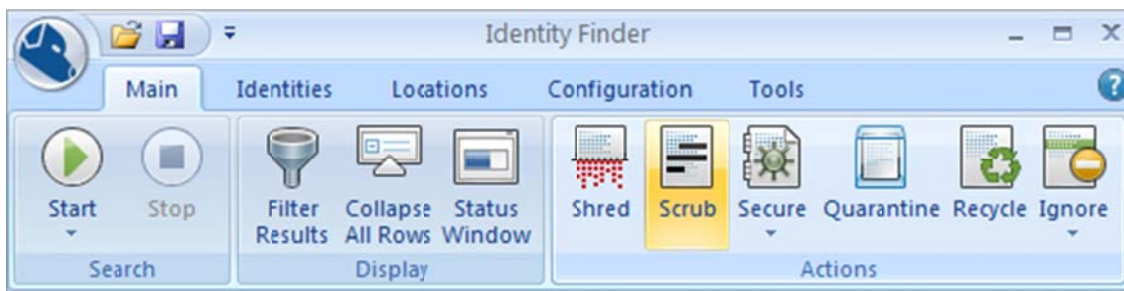 Identity Finder
Main Identities Locations Configuration Tools
Start Stop Filter Results Collapse All Rows Status Window Shred Scrub Secure Quarantine Recycle Ignore
Search Display Actions